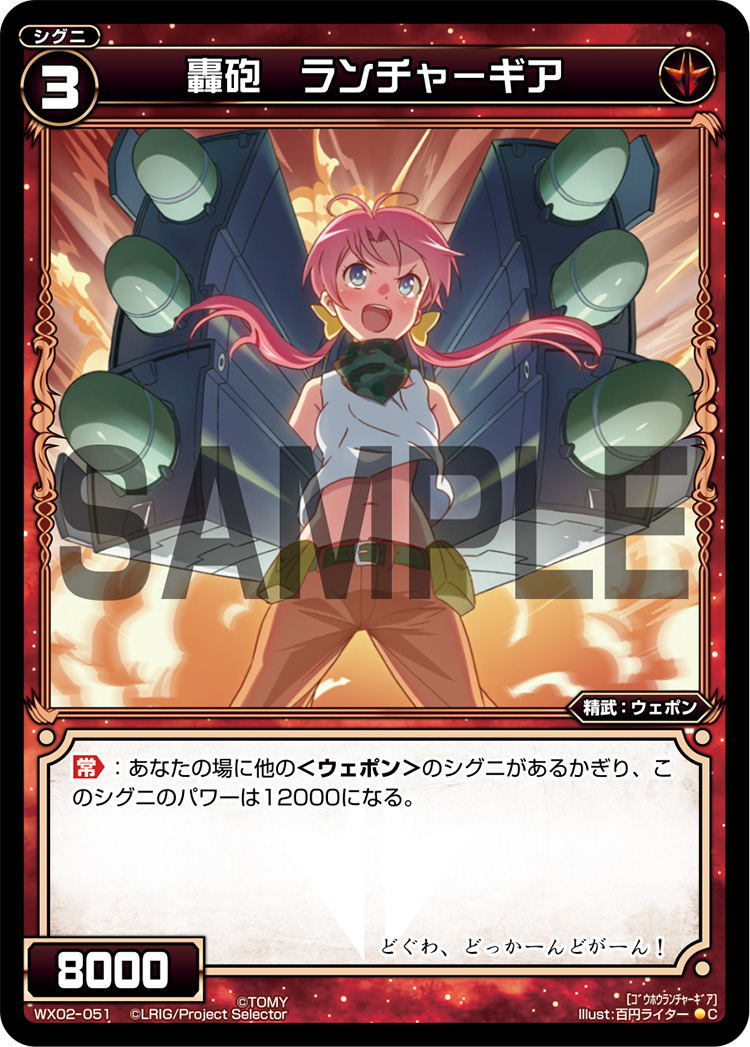 シグニ
3
轟砲 ランチャーギア
SAMPLE
精武：ウェポン
常：あなたの場に他の<ウェポン>のシグニがあるかぎり、こ
のシグニのパワーは12000になる。
どぐわ、どっかーんどがーん！
8000
WX02-051 ©LRIG/Project Selector
©TOMY
[ｺﾞｳﾎｳﾗﾝﾁｬｰｷﾞｱ]
Illust:百円ライター C